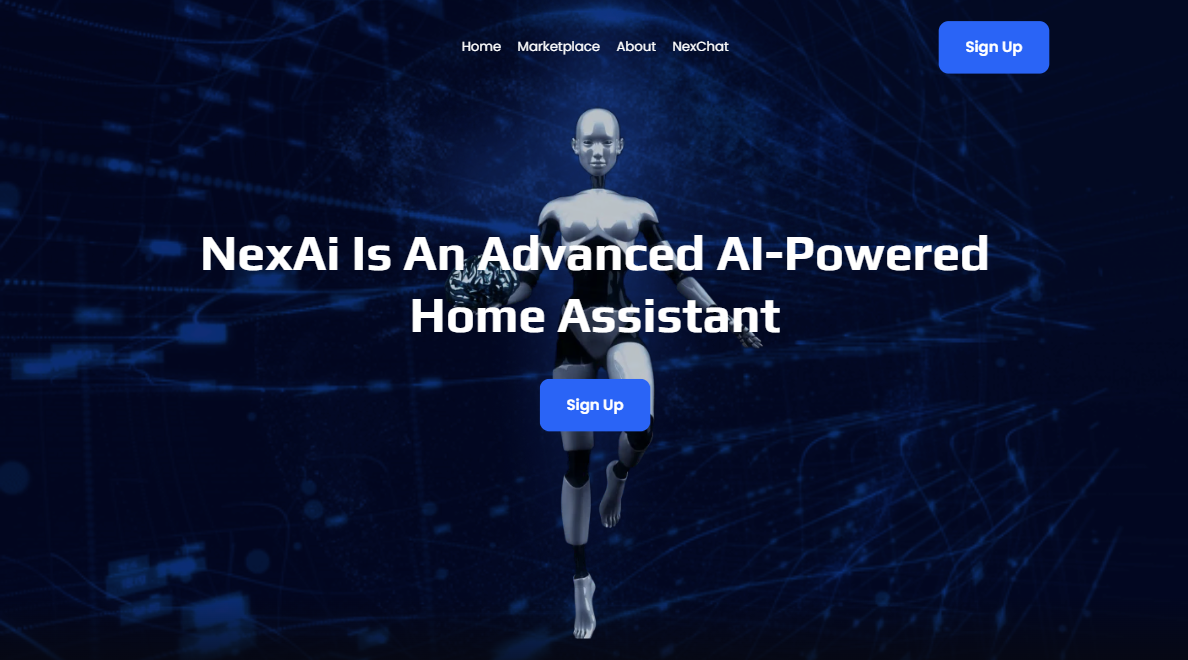 Home Marketplace About NexChat Sign Up
NexAi Is An Advanced AI-Powered
Home Assistant
Sign Up